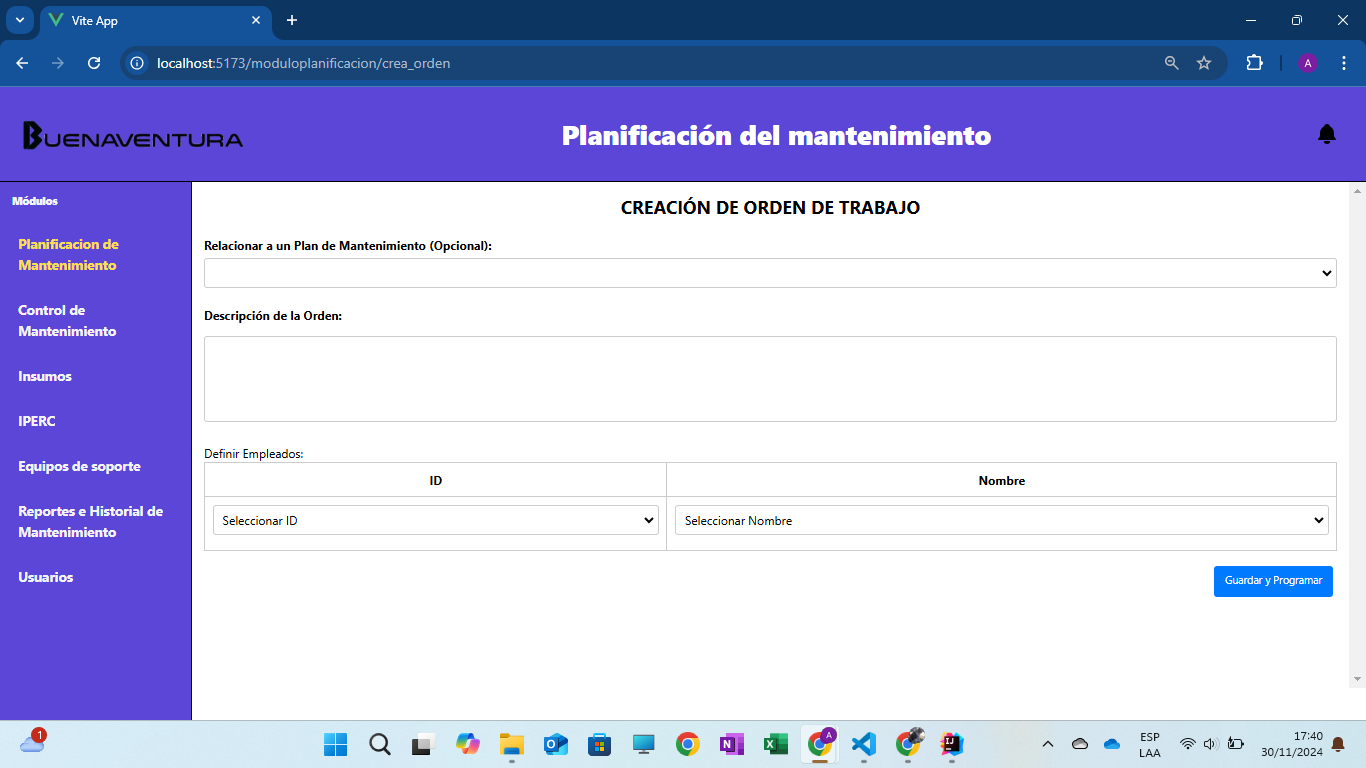 Vite App
localhost:5173/moduloplanificacion/crea_orden
A
BUENAVENTURA
Planificación del mantenimiento
Módulos
Planificacion de
Mantenimiento
Control de
Mantenimiento
Insumos
IPERC
Equipos de soporte
Reportes e Historial de
Mantenimiento
Usuarios
CREACIÓN DE ORDEN DE TRABAJO
Relacionar a un Plan de Mantenimiento (Opcional):
Descripción de la Orden:
Definir Empleados:
ID Nombre
Seleccionar ID Seleccionar Nombre
Guardar y Programar
1
A
ESP
LAA
17:40
30/11/2024